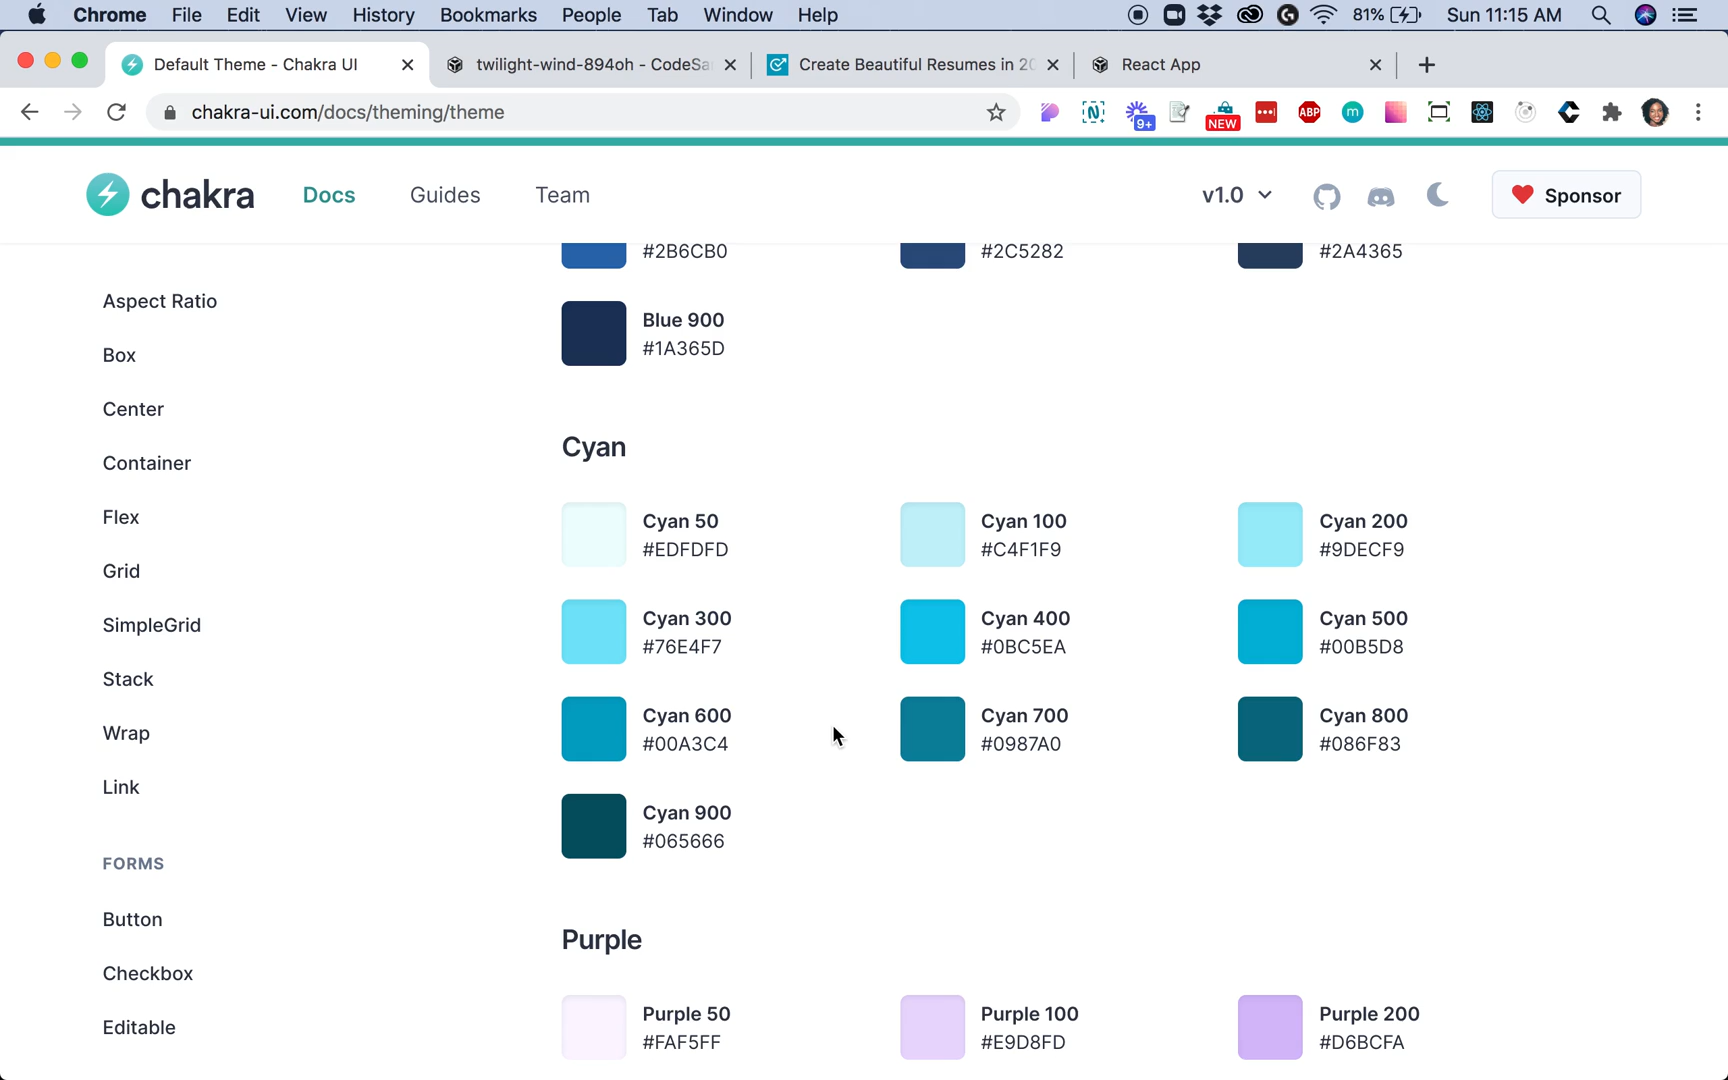 Chrome File Edit View History Bookmarks People Tab Window Help 81% Sun 11:15 AM
Default Theme - Chakra UI twilight-wind-894oh - CodeSa Create Beautiful Resumes in 20 React App
chakra-ui.com/docs/theming/theme 9+ NEW ABP m
chakra Docs Guides Team v1.0 Sponsor
#2B6CB0 #2C5282 #2A4365
Aspect Ratio
Box
Center
Container
Flex
Grid
SimpleGrid
Stack
Wrap
Link
FORMS
Button
Checkbox
Editable
Blue 900
#1A365D
Cyan
Cyan 50 Cyan 100 Cyan 200
#EDFDFD #C4F1F9 #9DECF9
Cyan 300 Cyan 400 Cyan 500
#76E4F7 #0BC5EA #00B5D8
Cyan 600 Cyan 700 Cyan 800
#00A3C4 #0987A0 #086F83
Cyan 900
#065666
Purple
Purple 50 Purple 100 Purple 200
#FAF5FF #E9D8FD #D6BCFA